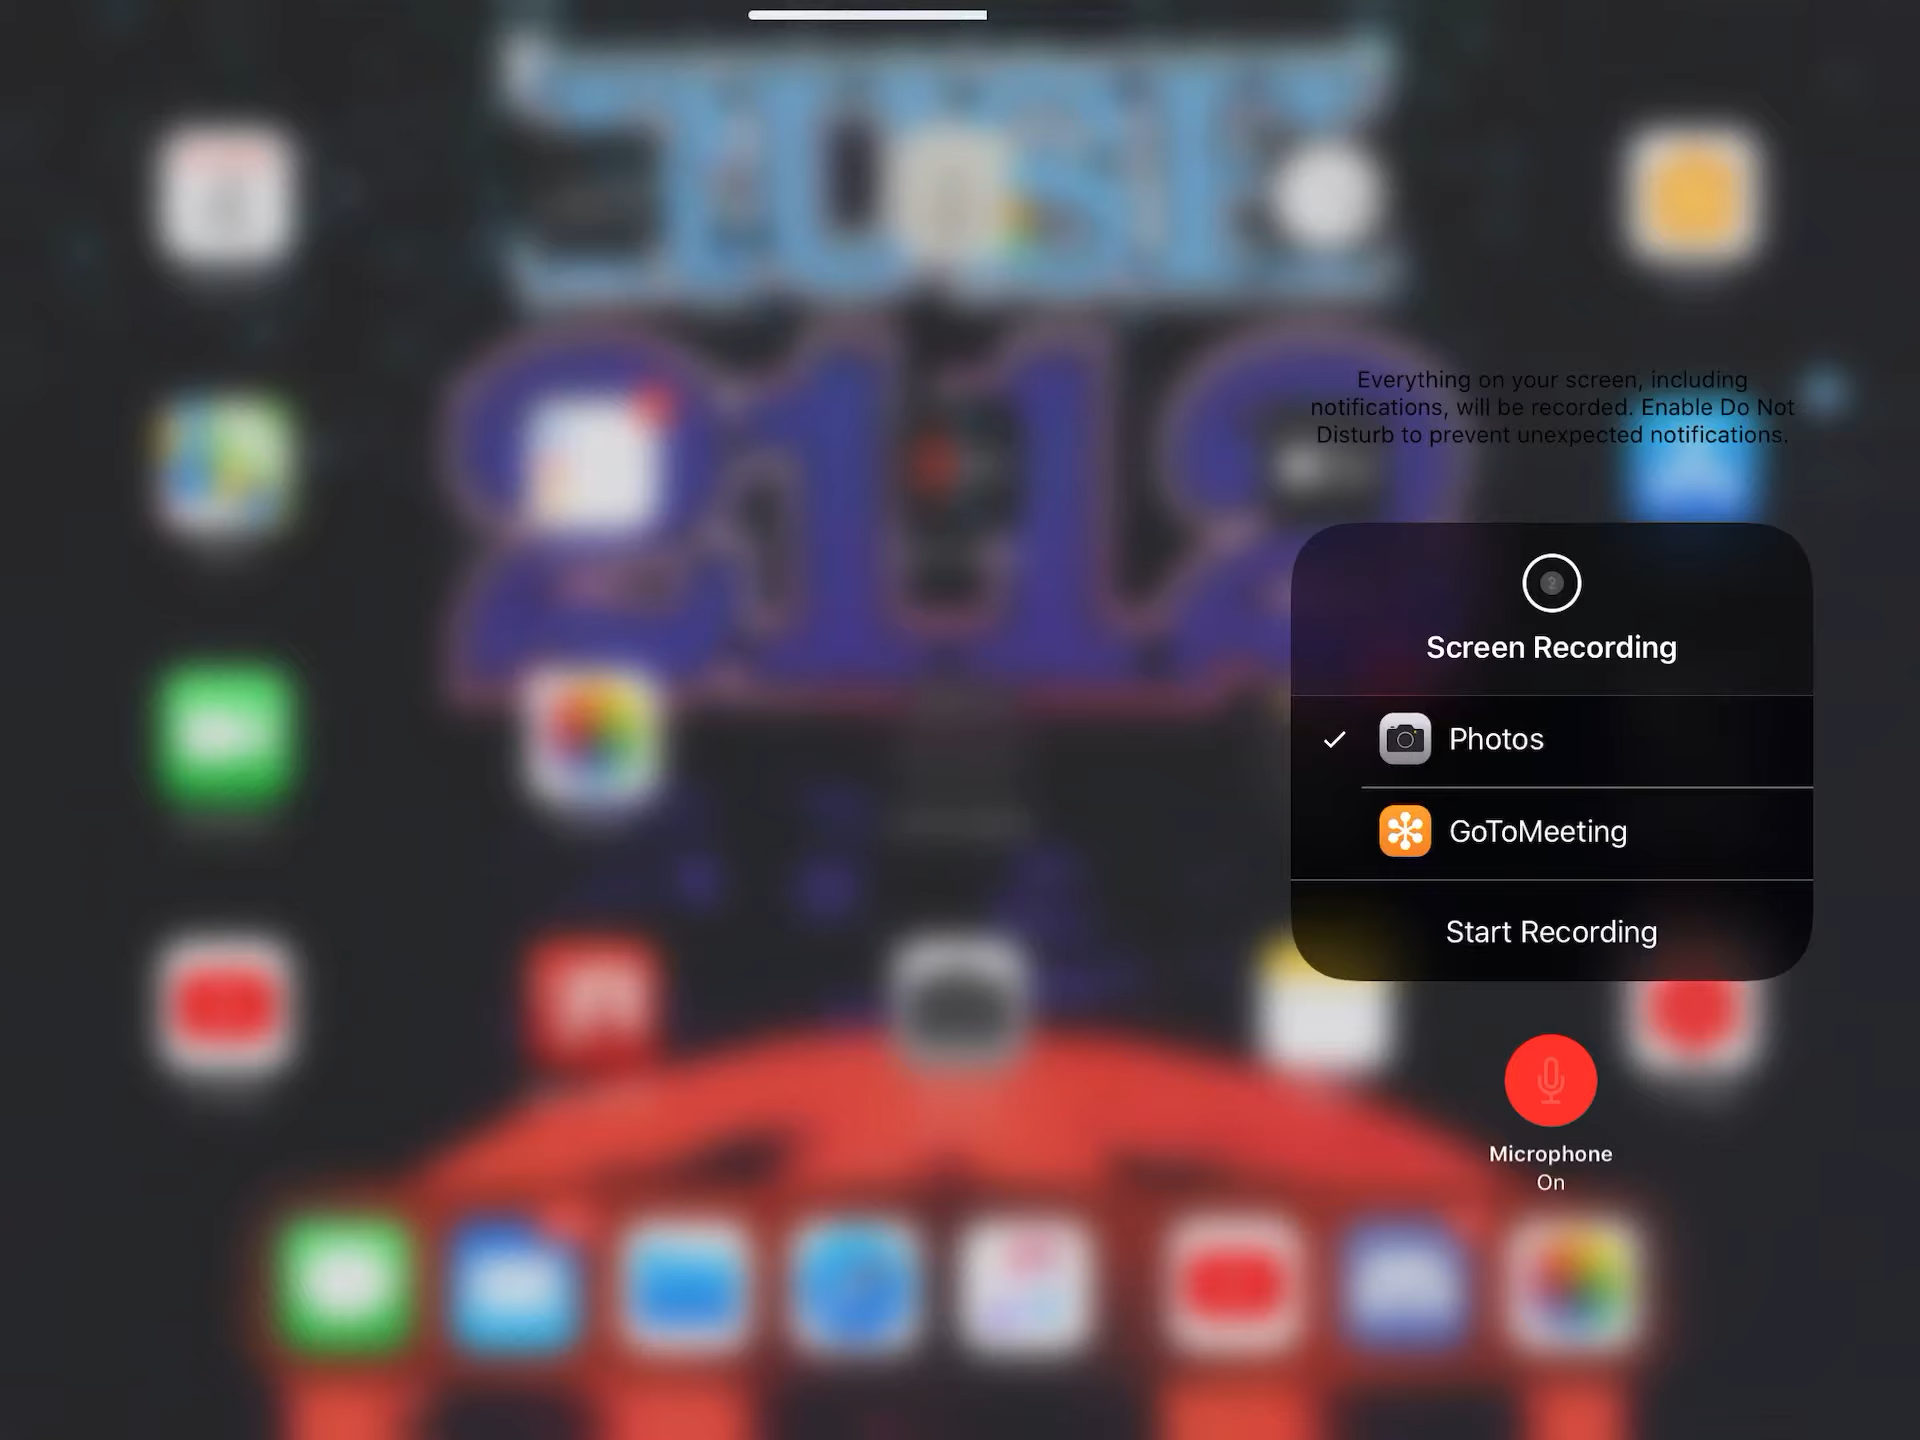 2112
Everything on your screen, including
notifications, will be recorded. Enable Do Not
Disturb to prevent unexpected notifications.
Screen Recording
Photos
GoToMeeting
Start Recording
Microphone
On